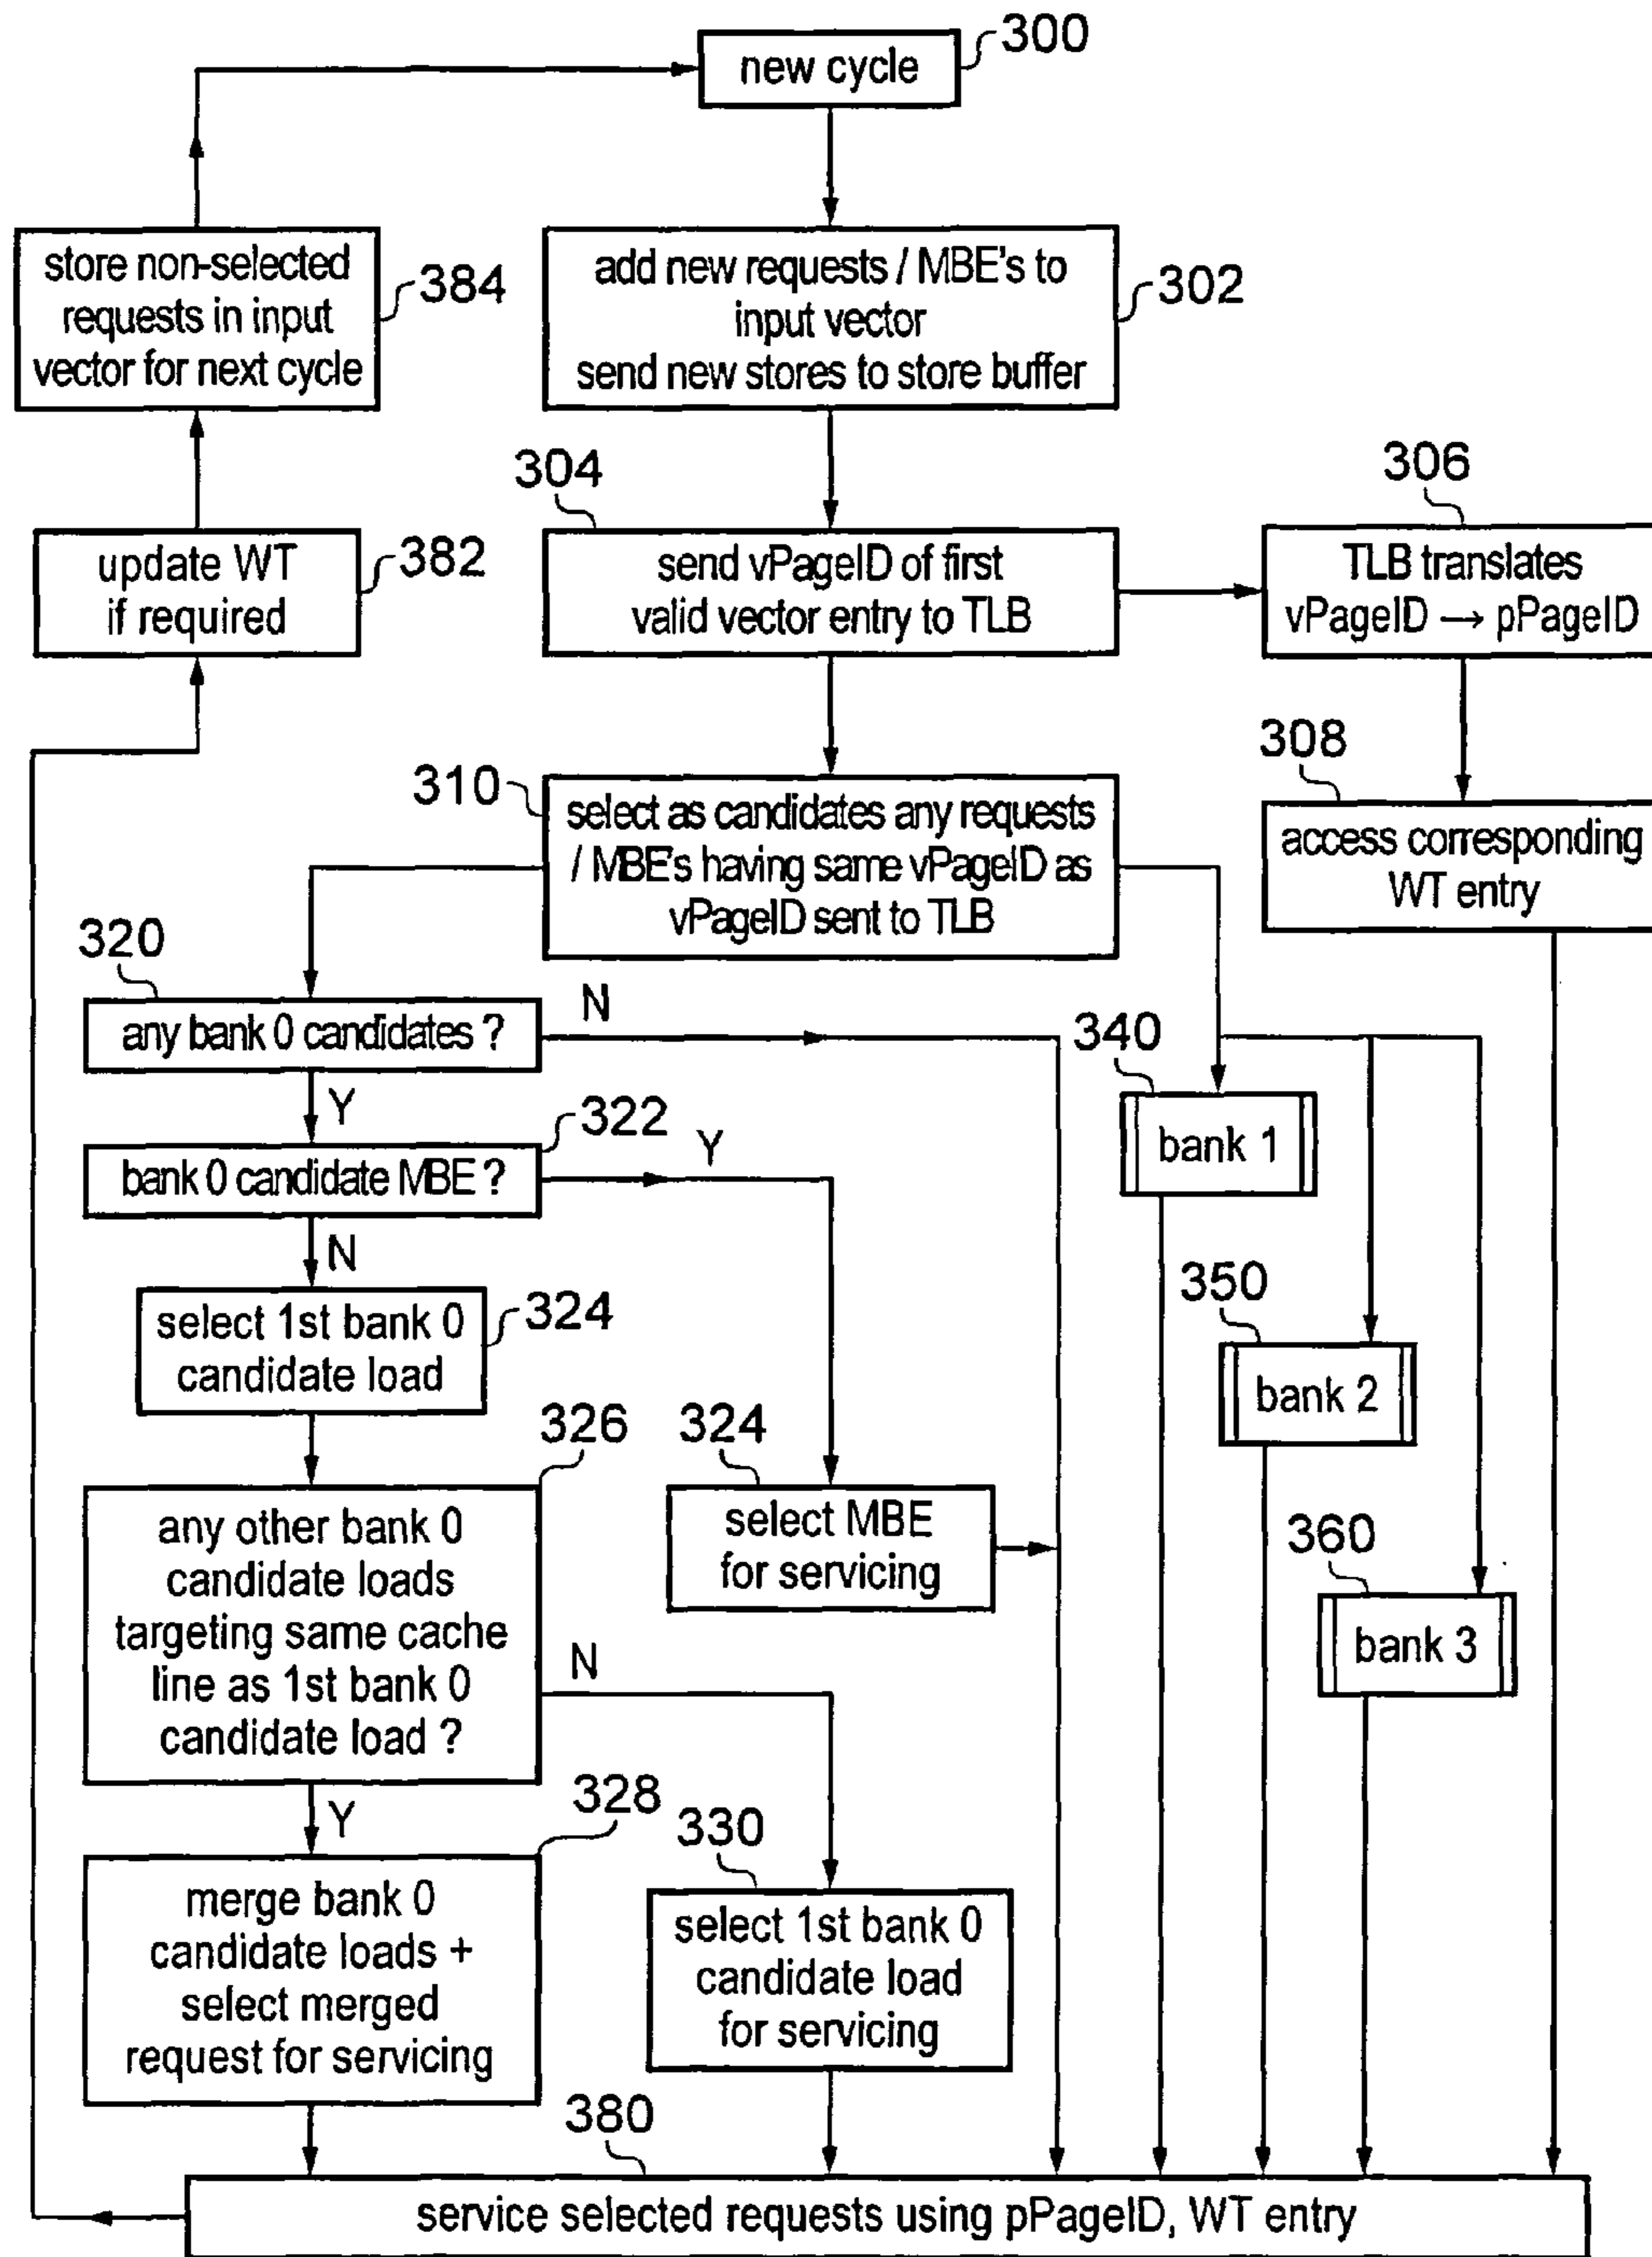 new cycle
300
store non-selected
requests in input
vector for next cycle
384
add new requests / MBE's to
input vector
send new stores to store buffer
302
update WT
if required
382
304
send vPageID of first
valid vector entry to TLB
306
TLB translates
vPageID → pPageID
308
access corresponding
WT entry
310
select as candidates any requests
/ MBE's having same vPageID as
vPageID sent to TLB
320
any bank 0 candidates ?
N
Y
322
bank 0 candidate MBE ?
Y
N
select 1st bank 0
candidate load
324
326
any other bank 0
candidate loads
targeting same cache
line as 1st bank 0
candidate load ?
N
Y
324
select MBE
for servicing
328
merge bank 0
candidate loads +
select merged
request for servicing
330
select 1st bank 0
candidate load
for servicing
340
bank 1
350
bank 2
360
bank 3
380
service selected requests using pPageID, WT entry